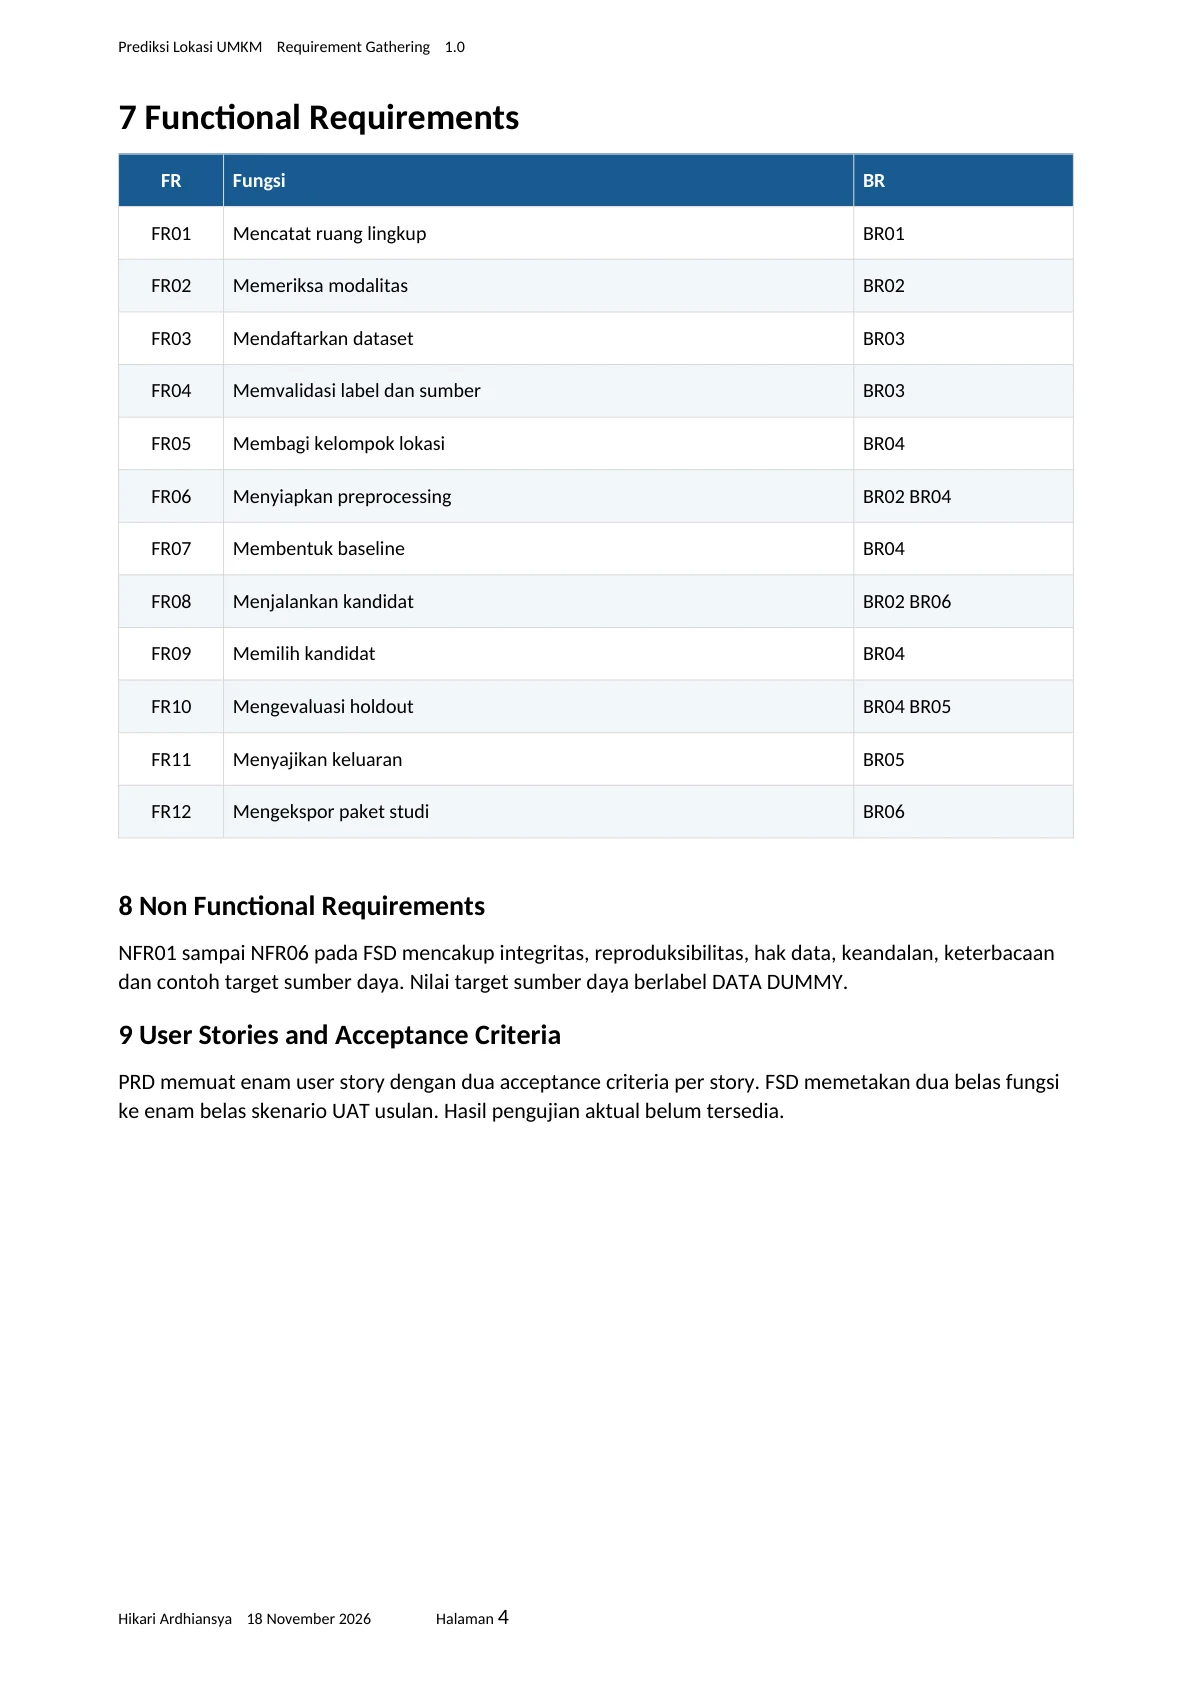 Prediksi Lokasi UMKM Requirement Gathering 1.0
7 Functional Requirements
FR Fungsi BR
FR01 Mencatat ruang lingkup BR01
FR02 Memeriksa modalitas BR02
FR03 Mendaftarkan dataset BR03
FR04 Memvalidasi label dan sumber BR03
FR05 Membagi kelompok lokasi BR04
FR06 Menyiapkan preprocessing BR02 BR04
FR07 Membentuk baseline BR04
FR08 Menjalankan kandidat BR02 BR06
FR09 Memilih kandidat BR04
FR10 Mengevaluasi holdout BR04 BR05
FR11 Menyajikan keluaran BR05
FR12 Mengekspor paket studi BR06
8 Non Functional Requirements
NFR01 sampai NFR06 pada FSD mencakup integritas, reproduksibilitas, hak data, keandalan, keterbacaan
dan contoh target sumber daya. Nilai target sumber daya berlabel DATA DUMMY.
9 User Stories and Acceptance Criteria
PRD memuat enam user story dengan dua acceptance criteria per story. FSD memetakan dua belas fungsi
ke enam belas skenario UAT usulan. Hasil pengujian aktual belum tersedia.
Hikari Ardhiansya 18 November 2026 Halaman 4